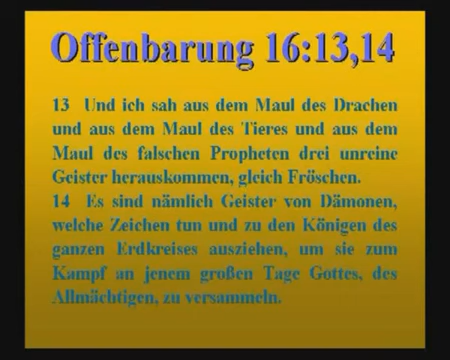 Offenbarung 16:13,14
13 Und ich sah aus dem Maul des Drachen
und aus dem Maul des Tieres und aus dem
Maul des falschen Propheten drei unreine
Geister herauskommen, gleich Fröschen.
14 Es sind nämlich Geister von Dämonen,
welche Zeichen tun und zu den Königen des
ganzen Erdkreises ausziehen, um sie zum
Kampf an jenem großen Tage Gottes, des
Allmächtigen, zu versammeln.